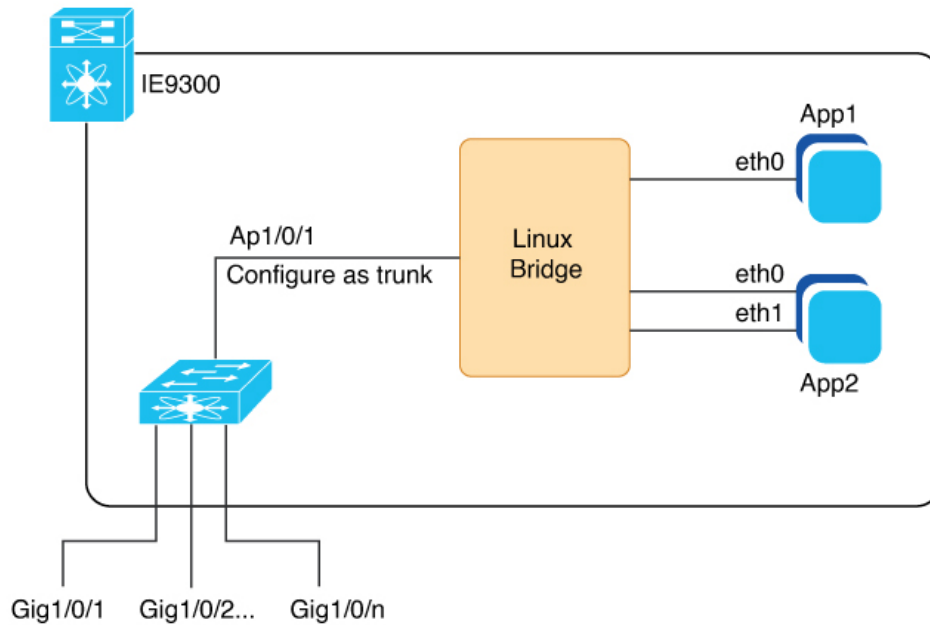 IE9300
App1
eth0
Ap1/0/1
Configure as trunk
Linux
Bridge
eth0
eth1
App2
Gig1/0/1
Gig1/0/2...
Gig1/0/n